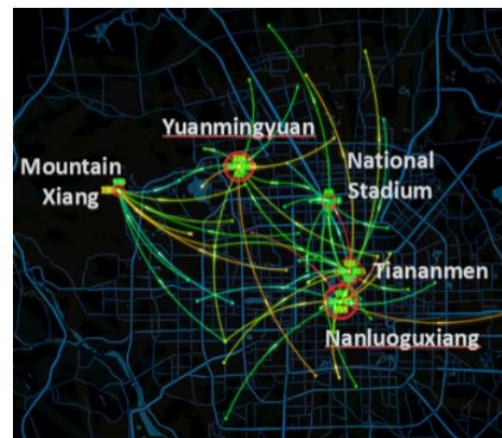 Yuanmingyuan
Mountain
Xiang
National
Stadium
Tiananmen
Nanluoguxiang